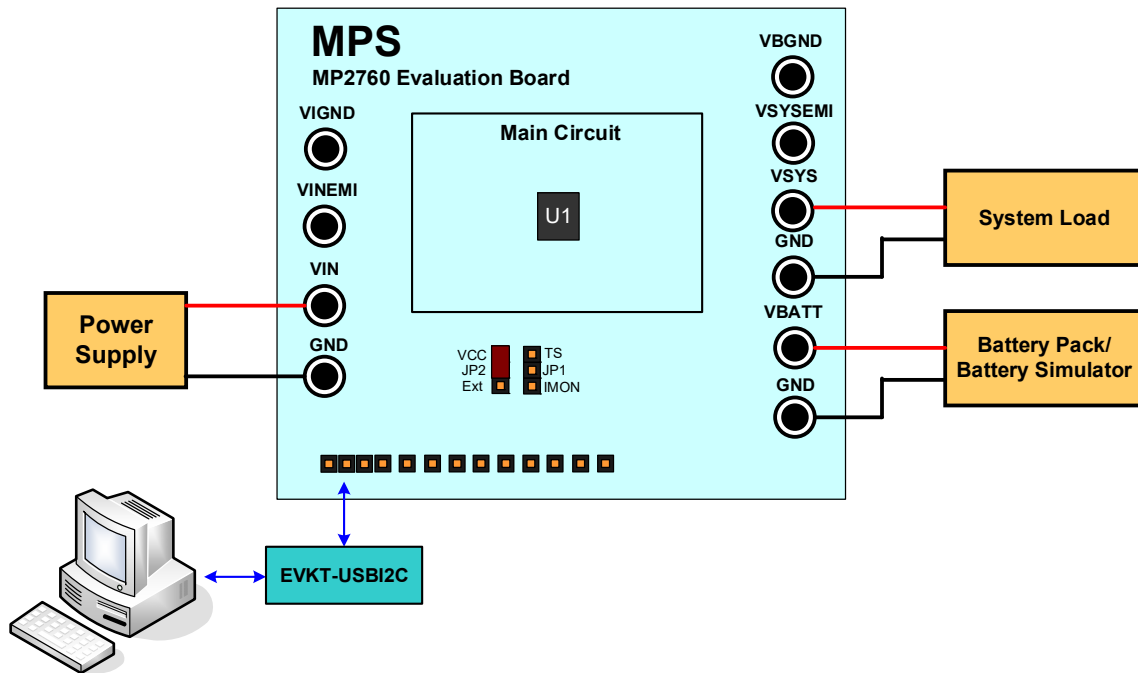 MPS
MP2760 Evaluation Board
VIGND
VINEMI
VIN
GND
Power
Supply
Main Circuit
U1
VCC
JP2
Ext
TS
JP1
IMON
VBGND
VSYSEMI
VSYS
GND
VBATT
GND
System Load
Battery Pack/
Battery Simulator
EVKT-USBI2C